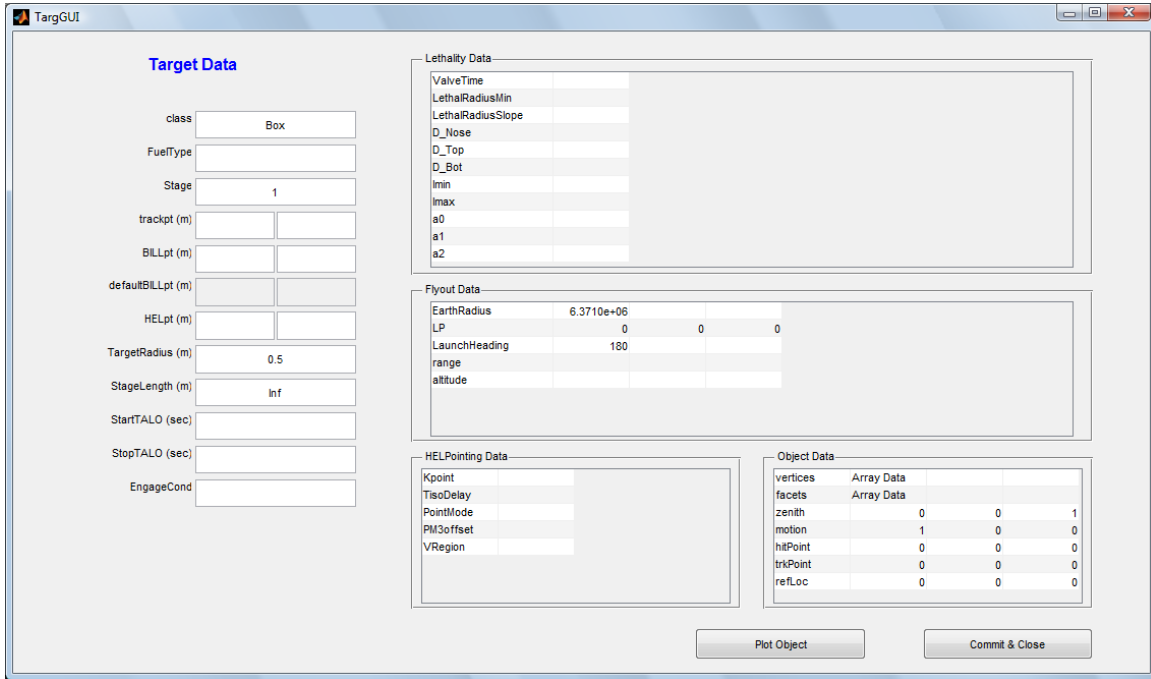 TargGUI
Target Data
class Box
FuelType
Stage 1
trackpt (m)
BILLpt (m)
defaultBILLpt (m)
HELpt (m)
TargetRadius (m) 0.5
StageLength (m) Inf
StartTALO (sec)
StopTALO (sec)
EngageCond
Lethality Data
ValveTime
LethalRadiusMin
LethalRadiusSlope
D_Nose
D_Top
D_Bot
Imin
Imax
a0
a1
a2
Flyout Data
EarthRadius 6.3710e+06
LP 0 0 0
LaunchHeading 180
range
altitude
HELPointing Data
Kpoint
TisoDelay
PointMode
PM3offset
VRegion
Object Data
vertices Array Data
facets Array Data
zenith 0 0 1
motion 1 0 0
hitPoint 0 0 0
trkPoint 0 0 0
refLoc 0 0 0
Plot Object
Commit & Close